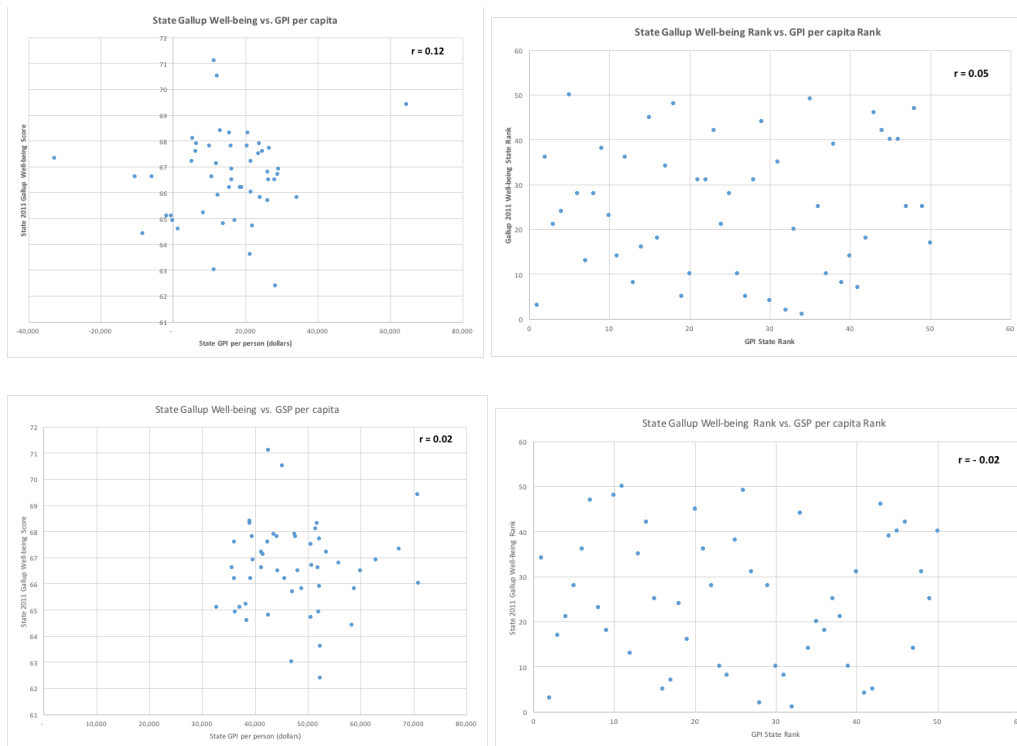 State Gallup Well-being vs. GPI per capita
r = 0.12
State 2011 Gallup Well-being Score
72
71
70
69
68
67
66
65
64
63
62
61
-40,000 -20,000 - 20,000 40,000 60,000 80,000
State GPI per person (dollars)
State Gallup Well-being Rank vs. GPI per capita Rank
r = 0.05
Gallup 2011 Well-being State Rank
60
50
40
30
20
10
0
0 10 20 30 40 50 60
GPI State Rank
State Gallup Well-being vs. GSP per capita
r = 0.02
State 2011 Gallup Well-being Score
72
71
70
69
68
67
66
65
64
63
62
61
- 10,000 20,000 30,000 40,000 50,000 60,000 70,000 80,000
State GPI per person (dollars)
State Gallup Well-being Rank vs. GSP per capita Rank
r = - 0.02
State 2011 Gallup Well-Being Rank
60
50
40
30
20
10
0
0 10 20 30 40 50
GPI State Rank